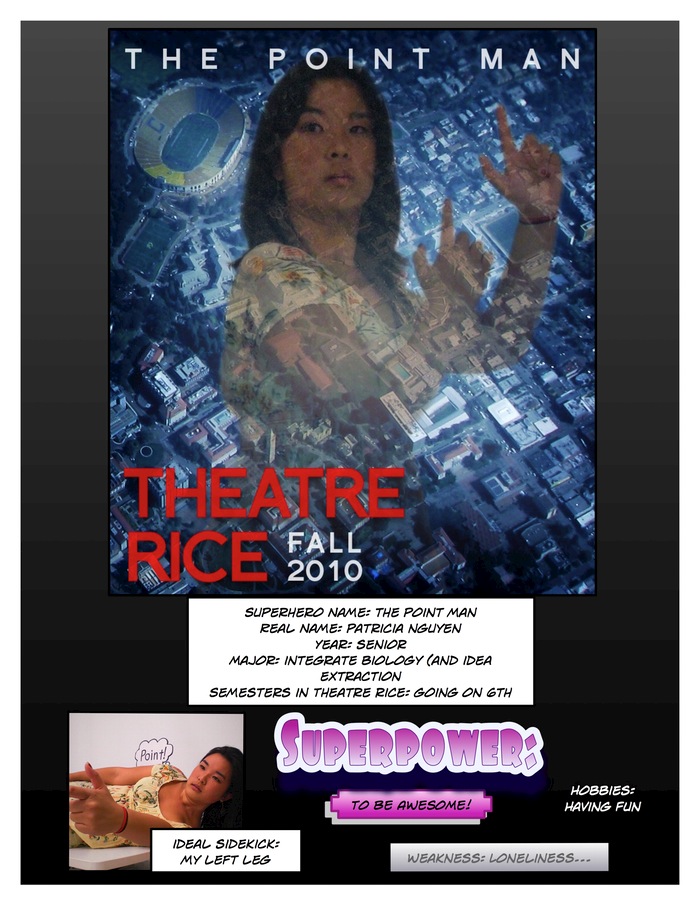 THE POINT MAN
THEATRE
RICE FALL
2010
SUPERHERO NAME: THE POINT MAN
REAL NAME: PATRICIA NGUYEN
YEAR: SENIOR
MAJOR: INTEGRATE BIOLOGY (AND IDEA
EXTRACTION
SEMESTERS IN THEATRE RICE: GOING ON 6TH
Point!
SUPERPOWER:
TO BE AWESOME!
HOBBIES:
HAVING FUN
IDEAL SIDEKICK:
MY LEFT LEG
WEAKNESS: LONELINESS...